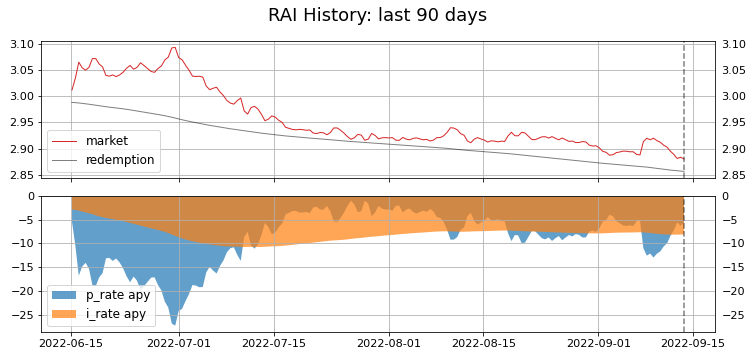 RAI History: last 90 days
3.10 3.10
3.05 3.05
3.00 3.00
2.95 2.95
2.90 2.90
2.85 2.85
market
redemption
0 0
−5 −5
−10 −10
−15 −15
−20 −20
−25 −25
p_rate apy
i_rate apy
2022-06-15 2022-07-01 2022-07-15 2022-08-01 2022-08-15 2022-09-01 2022-09-15